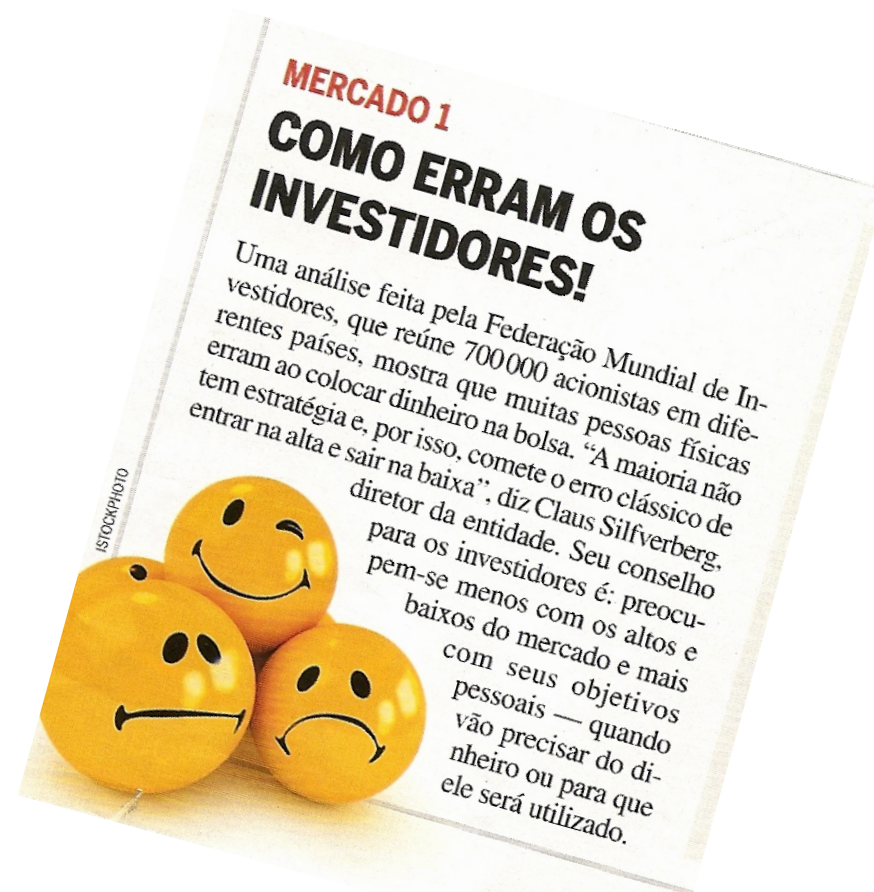 MERCADO 1
COMO ERRAM OS
INVESTIDORES!
Uma análise feita pela Federação Mundial de In-
vestidores, que reúne 700 000 acionistas em dife-
rentes países, mostra que muitas pessoas físicas
erram ao colocar dinheiro na bolsa. “A maioria não
tem estratégia e, por isso, comete o erro clássico de
entrar na alta e sair na baixa”, diz Claus Silfverberg,
diretor da entidade. Seu conselho
para os investidores é: preocu-
pem-se menos com os altos e
baixos do mercado e mais
com seus objetivos
pessoais — quando
vão precisar do di-
nheiro ou para que
ele será utilizado.
ISTOCKPHOTO